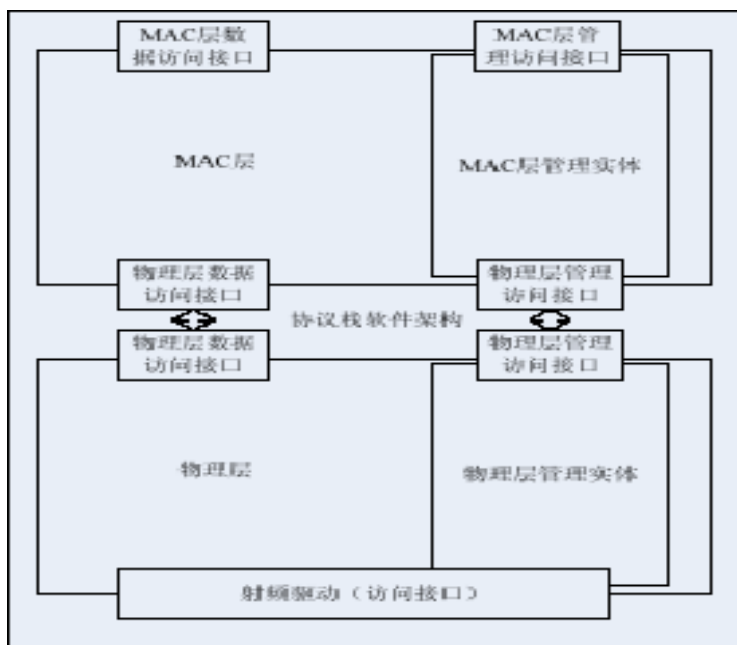 MAC层数
据访问接口
MAC层管
理访问接口
MAC层
MAC层管理实体
物理层数据
访问接口
物理层管理
访问接口
协议栈软件架构
物理层数据
访问接口
物理层管理
访问接口
物理层
物理层管理实体
射频驱动（访问接口）